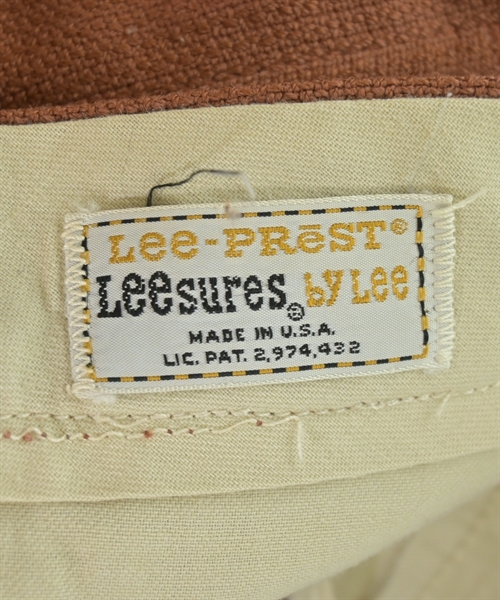 Lee-PRēST®
LEEsures® by Lee
MADE IN U.S.A.
LIC. PAT. 2,974,432